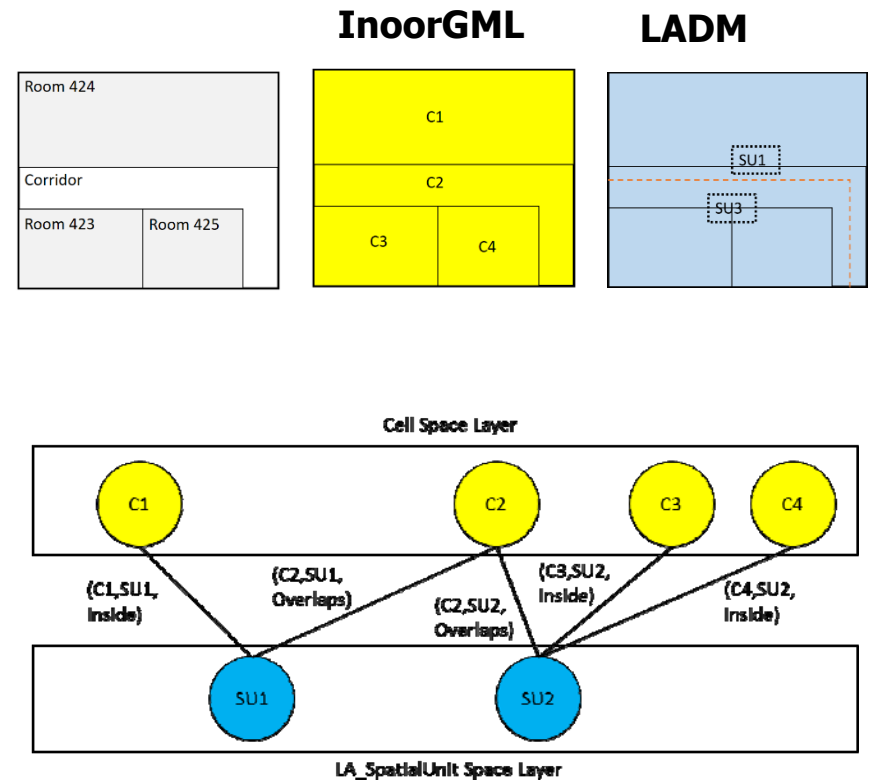 InoorGML
LADM
Room 424
Corridor
Room 423
Room 425
C1
C2
C3
C4
SU1
SU3
Cell Space Layer
C1
C2
C3
C4
(C1,SU1,
Inside)
(C2,SU1,
Overlaps)
(C2,SU2,
Overlaps)
(C3,SU2,
Inside)
(C4,SU2,
Inside)
SU1
SU2
LA_SpatialUnit Space Layer